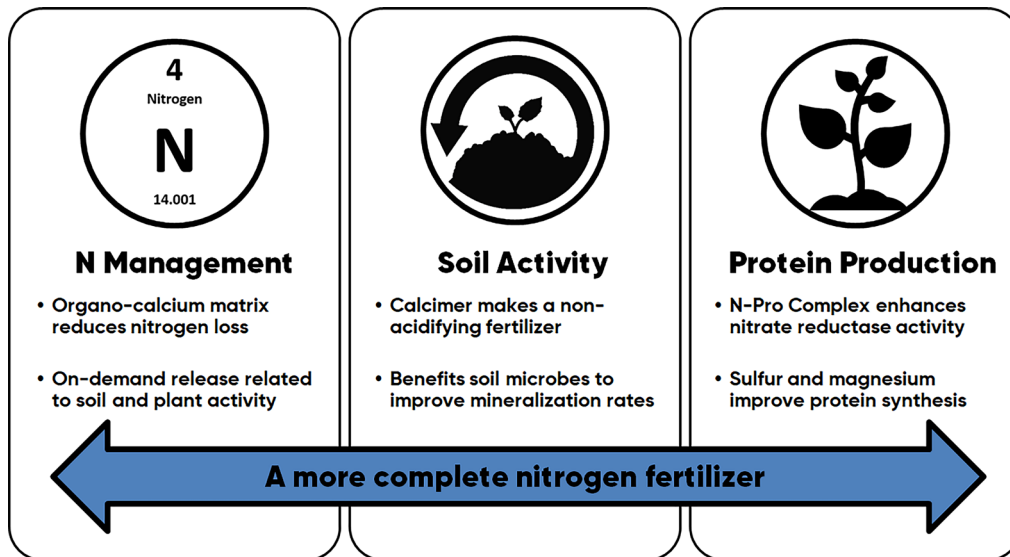 4
Nitrogen
N
14.001
N Management
• Organo-calcium matrix
reduces nitrogen loss
• On-demand release related
to soil and plant activity
Soil Activity
• Calcimer makes a non-
acidifying fertilizer
• Benefits soil microbes to
improve mineralization rates
Protein Production
• N-Pro Complex enhances
nitrate reductase activity
• Sulfur and magnesium
improve protein synthesis
A more complete nitrogen fertilizer